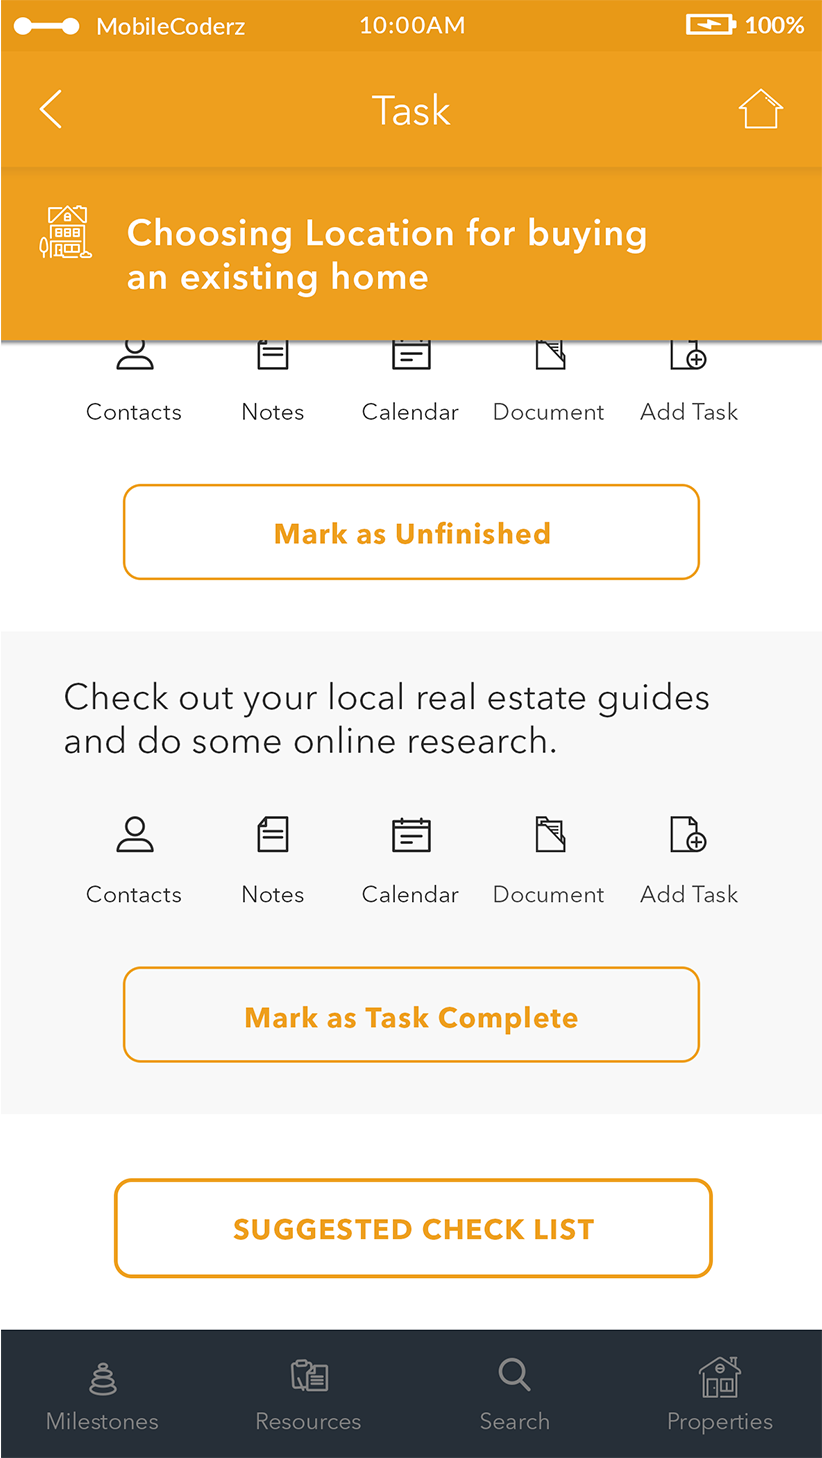 MobileCoderz 10:00AM 100%
Task
Choosing Location for buying
an existing home
Contacts Notes Calendar Document Add Task
Mark as Unfinished
Check out your local real estate guides
and do some online research.
Contacts Notes Calendar Document Add Task
Mark as Task Complete
SUGGESTED CHECK LIST
Milestones Resources Search Properties